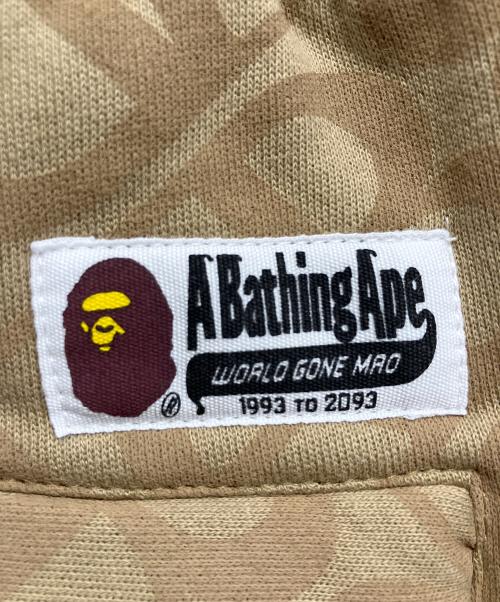 A Bathing Ape
WORLD GONE MAD
®
1993 TO 2093